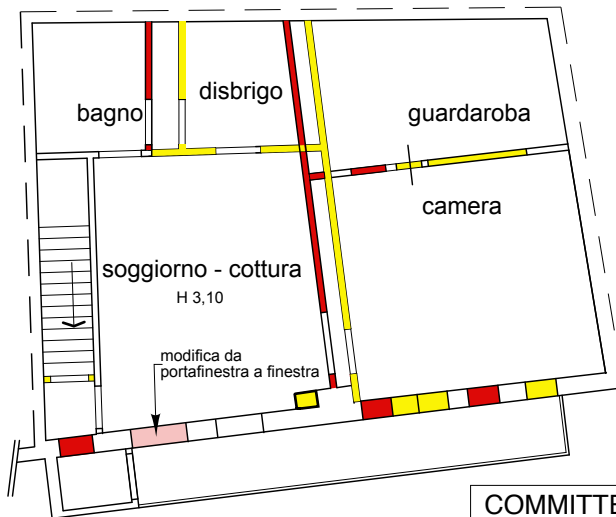 disbrigo
bagno
guardaroba
camera
soggiorno - cottura
H 3,10
modifica da
portafinestra a finestra
COMMITTE